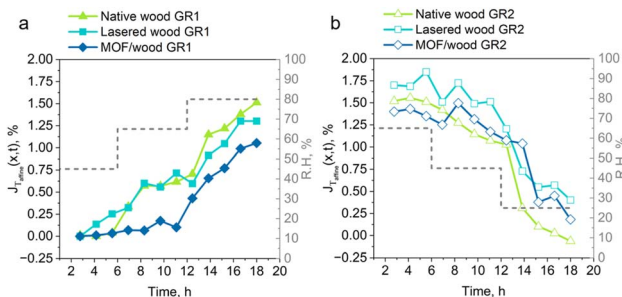 a
Native wood GR1
Lasered wood GR1
MOF/wood GR1
2.00
1.75
1.50
1.25
1.00
0.75
0.50
0.25
0.00
−0.25
J_Taffine(x,t), %
100
90
80
70
60
50
40
30
20
10
0
R.H, %
2 4 6 8 10 12 14 16 18 20
Time, h
b
Native wood GR2
Lasered wood GR2
MOF/wood GR2
2.00
1.75
1.50
1.25
1.00
0.75
0.50
0.25
0.00
−0.25
J_Taffine(x,t), %
100
90
80
70
60
50
40
30
20
10
0
R.H, %
2 4 6 8 10 12 14 16 18 20
Time, h